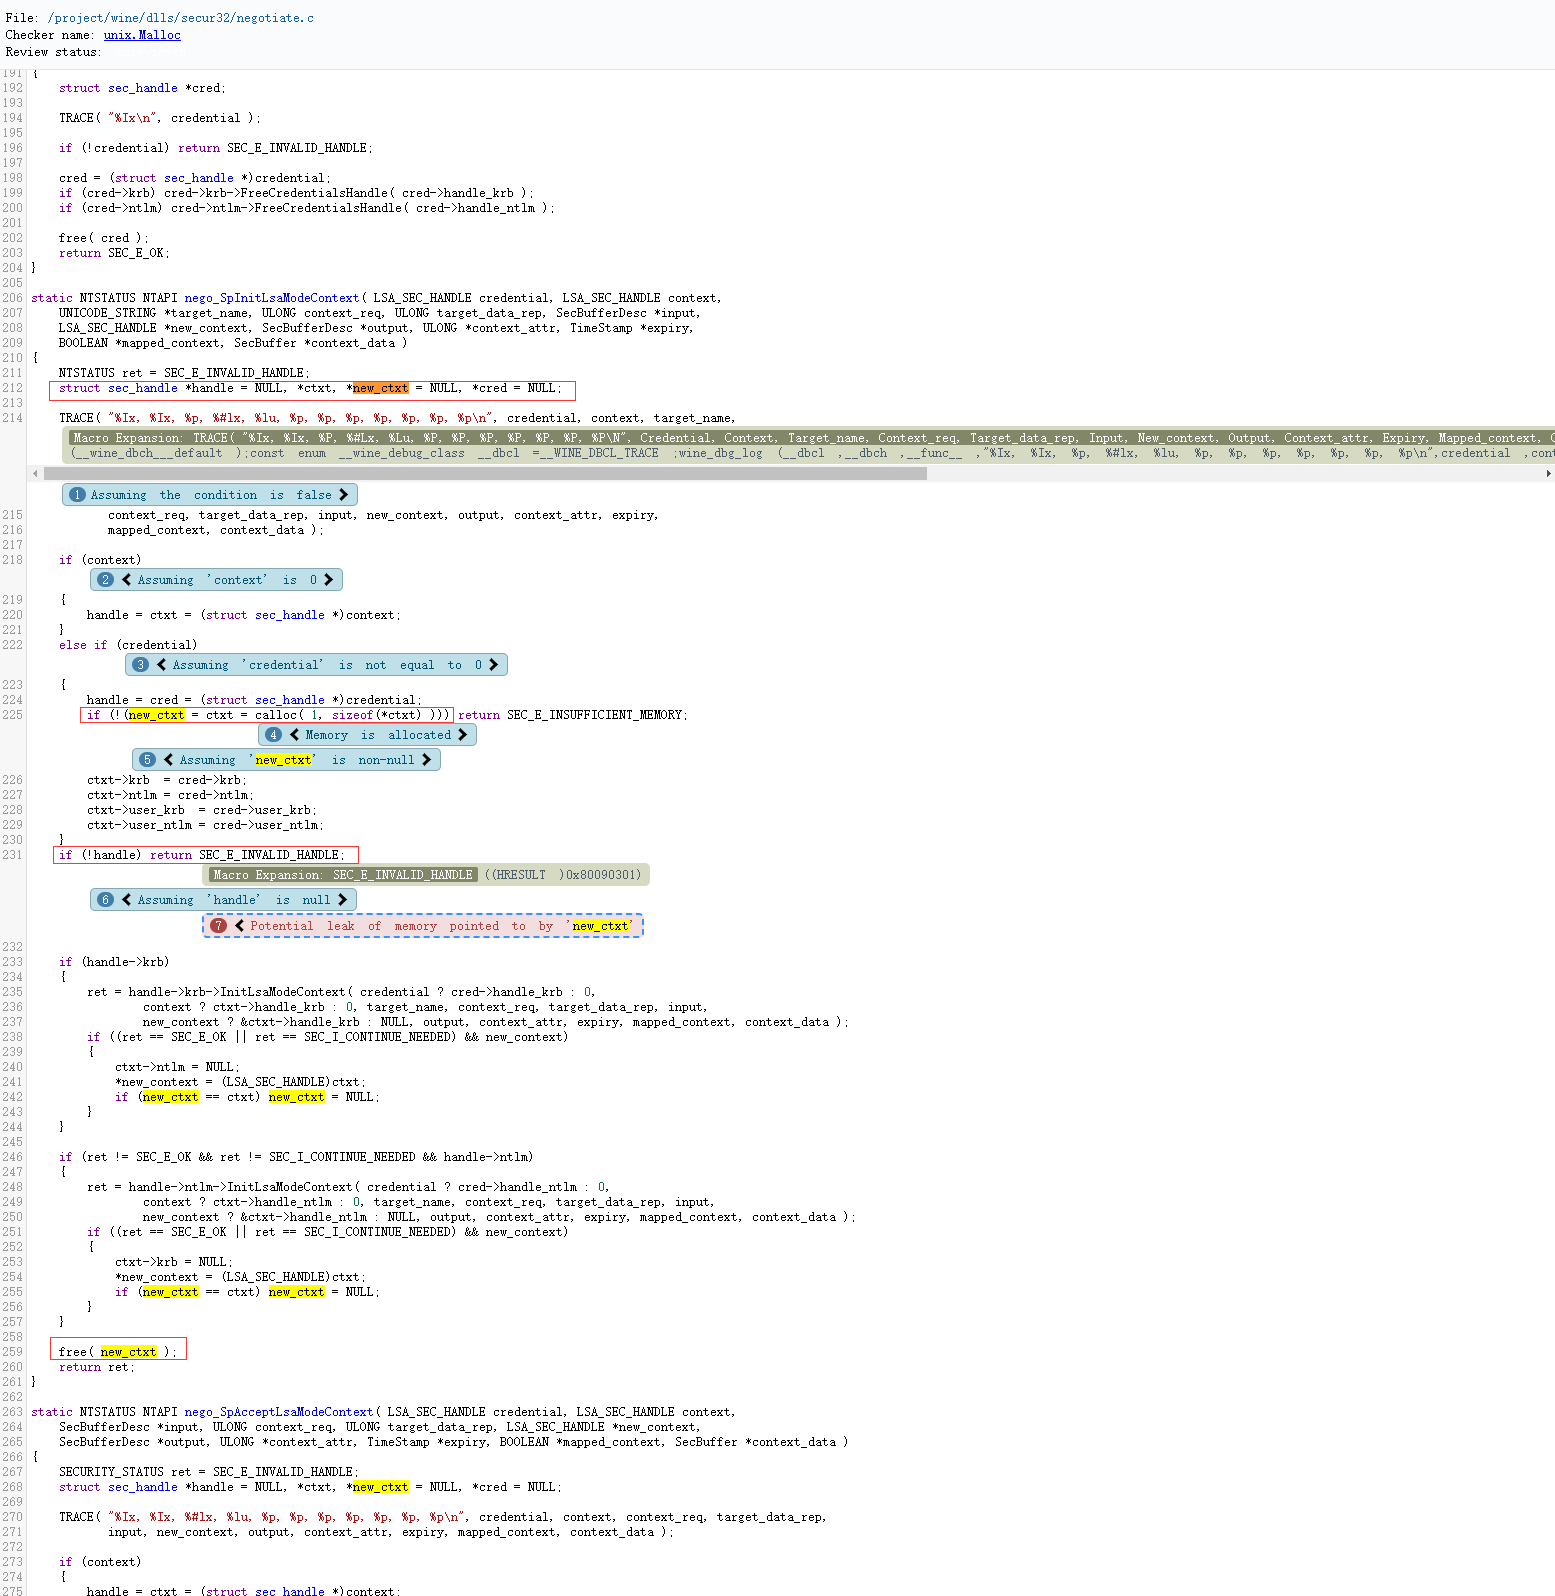 File: /project/wine/dlls/secur32/negotiate.c
Checker name: unix.Malloc
Review status:
191 {
192     struct sec_handle *cred;
193
194     TRACE( "%Ix\n", credential );
195
196     if (!credential) return SEC_E_INVALID_HANDLE;
197
198     cred = (struct sec_handle *)credential;
199     if (cred->krb) cred->krb->FreeCredentialsHandle( cred->handle_krb );
200     if (cred->ntlm) cred->ntlm->FreeCredentialsHandle( cred->handle_ntlm );
201
202     free( cred );
203     return SEC_E_OK;
204 }
205
206 static NTSTATUS NTAPI nego_SpInitLsaModeContext( LSA_SEC_HANDLE credential, LSA_SEC_HANDLE context,
207     UNICODE_STRING *target_name, ULONG context_req, ULONG target_data_rep, SecBufferDesc *input,
208     LSA_SEC_HANDLE *new_context, SecBufferDesc *output, ULONG *context_attr, TimeStamp *expiry,
209     BOOLEAN *mapped_context, SecBuffer *context_data )
210 {
211     NTSTATUS ret = SEC_E_INVALID_HANDLE;
212     struct sec_handle *handle = NULL, *ctxt, *new_ctxt = NULL, *cred = NULL;
213
214     TRACE( "%Ix, %Ix, %p, %#lx, %lu, %p, %p, %p, %p, %p, %p, %p\n", credential, context, target_name,
Macro Expansion: TRACE( "%Ix, %Ix, %P, %#Lx, %Lu, %P, %P, %P, %P, %P, %P, %P\N", Credential, Context, Target_name, Context_req, Target_data_rep, Input, New_context, Output, Context_attr, Expiry, Mapped_context, C
(__wine_dbch___default );const enum __wine_debug_class __dbcl =__WINE_DBCL_TRACE ;wine_dbg_log (__dbcl ,__dbch ,__func__ ,"%Ix, %Ix, %p, %#lx, %lu, %p, %p, %p, %p, %p, %p, %p\n",credential ,cont
1 Assuming the condition is false
215            context_req, target_data_rep, input, new_context, output, context_attr, expiry,
216            mapped_context, context_data );
217
218     if (context)
2 Assuming 'context' is 0
219     {
220         handle = ctxt = (struct sec_handle *)context;
221     }
222     else if (credential)
3 Assuming 'credential' is not equal to 0
223     {
224         handle = cred = (struct sec_handle *)credential;
225         if (!(new_ctxt = ctxt = calloc( 1, sizeof(*ctxt) ))) return SEC_E_INSUFFICIENT_MEMORY;
4 Memory is allocated
5 Assuming 'new_ctxt' is non-null
226         ctxt->krb  = cred->krb;
227         ctxt->ntlm = cred->ntlm;
228         ctxt->user_krb  = cred->user_krb;
229         ctxt->user_ntlm = cred->user_ntlm;
230     }
231     if (!handle) return SEC_E_INVALID_HANDLE;
Macro Expansion: SEC_E_INVALID_HANDLE ((HRESULT )0x80090301)
6 Assuming 'handle' is null
7 Potential leak of memory pointed to by 'new_ctxt'
232
233     if (handle->krb)
234     {
235         ret = handle->krb->InitLsaModeContext( credential ? cred->handle_krb : 0,
236                 context ? ctxt->handle_krb : 0, target_name, context_req, target_data_rep, input,
237                 new_context ? &ctxt->handle_krb : NULL, output, context_attr, expiry, mapped_context, context_data );
238         if ((ret == SEC_E_OK || ret == SEC_I_CONTINUE_NEEDED) && new_context)
239         {
240             ctxt->ntlm = NULL;
241             *new_context = (LSA_SEC_HANDLE)ctxt;
242             if (new_ctxt == ctxt) new_ctxt = NULL;
243         }
244     }
245
246     if (ret != SEC_E_OK && ret != SEC_I_CONTINUE_NEEDED && handle->ntlm)
247     {
248         ret = handle->ntlm->InitLsaModeContext( credential ? cred->handle_ntlm : 0,
249                 context ? ctxt->handle_ntlm : 0, target_name, context_req, target_data_rep, input,
250                 new_context ? &ctxt->handle_ntlm : NULL, output, context_attr, expiry, mapped_context, context_data );
251         if ((ret == SEC_E_OK || ret == SEC_I_CONTINUE_NEEDED) && new_context)
252         {
253             ctxt->krb = NULL;
254             *new_context = (LSA_SEC_HANDLE)ctxt;
255             if (new_ctxt == ctxt) new_ctxt = NULL;
256         }
257     }
258
259     free( new_ctxt );
260     return ret;
261 }
262
263 static NTSTATUS NTAPI nego_SpAcceptLsaModeContext( LSA_SEC_HANDLE credential, LSA_SEC_HANDLE context,
264     SecBufferDesc *input, ULONG context_req, ULONG target_data_rep, LSA_SEC_HANDLE *new_context,
265     SecBufferDesc *output, ULONG *context_attr, TimeStamp *expiry, BOOLEAN *mapped_context, SecBuffer *context_data )
266 {
267     SECURITY_STATUS ret = SEC_E_INVALID_HANDLE;
268     struct sec_handle *handle = NULL, *ctxt, *new_ctxt = NULL, *cred = NULL;
269
270     TRACE( "%Ix, %Ix, %#lx, %lu, %p, %p, %p, %p, %p, %p, %p\n", credential, context, context_req, target_data_rep,
271            input, new_context, output, context_attr, expiry, mapped_context, context_data );
272
273     if (context)
274     {
275         handle = ctxt = (struct sec_handle *)context;